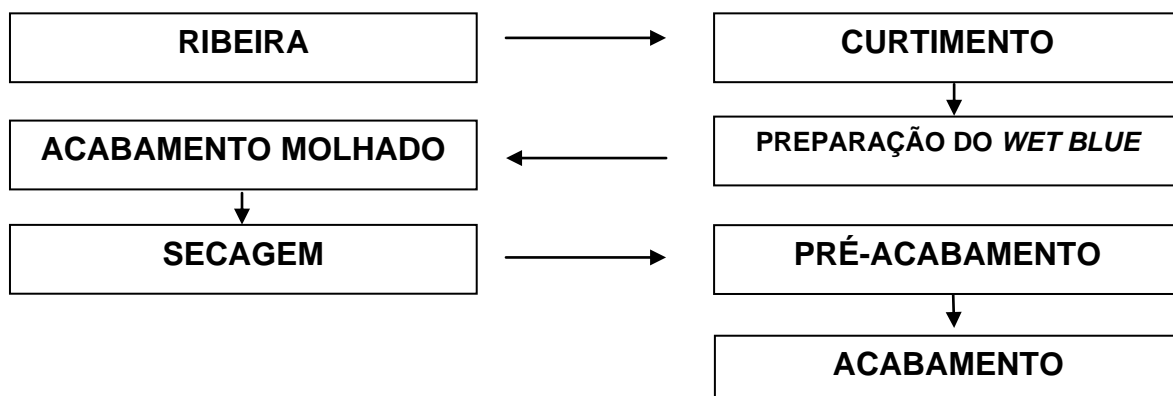 RIBEIRA
CURTIMENTO
PREPARAÇÃO DO WET BLUE
ACABAMENTO MOLHADO
SECAGEM
PRÉ-ACABAMENTO
ACABAMENTO